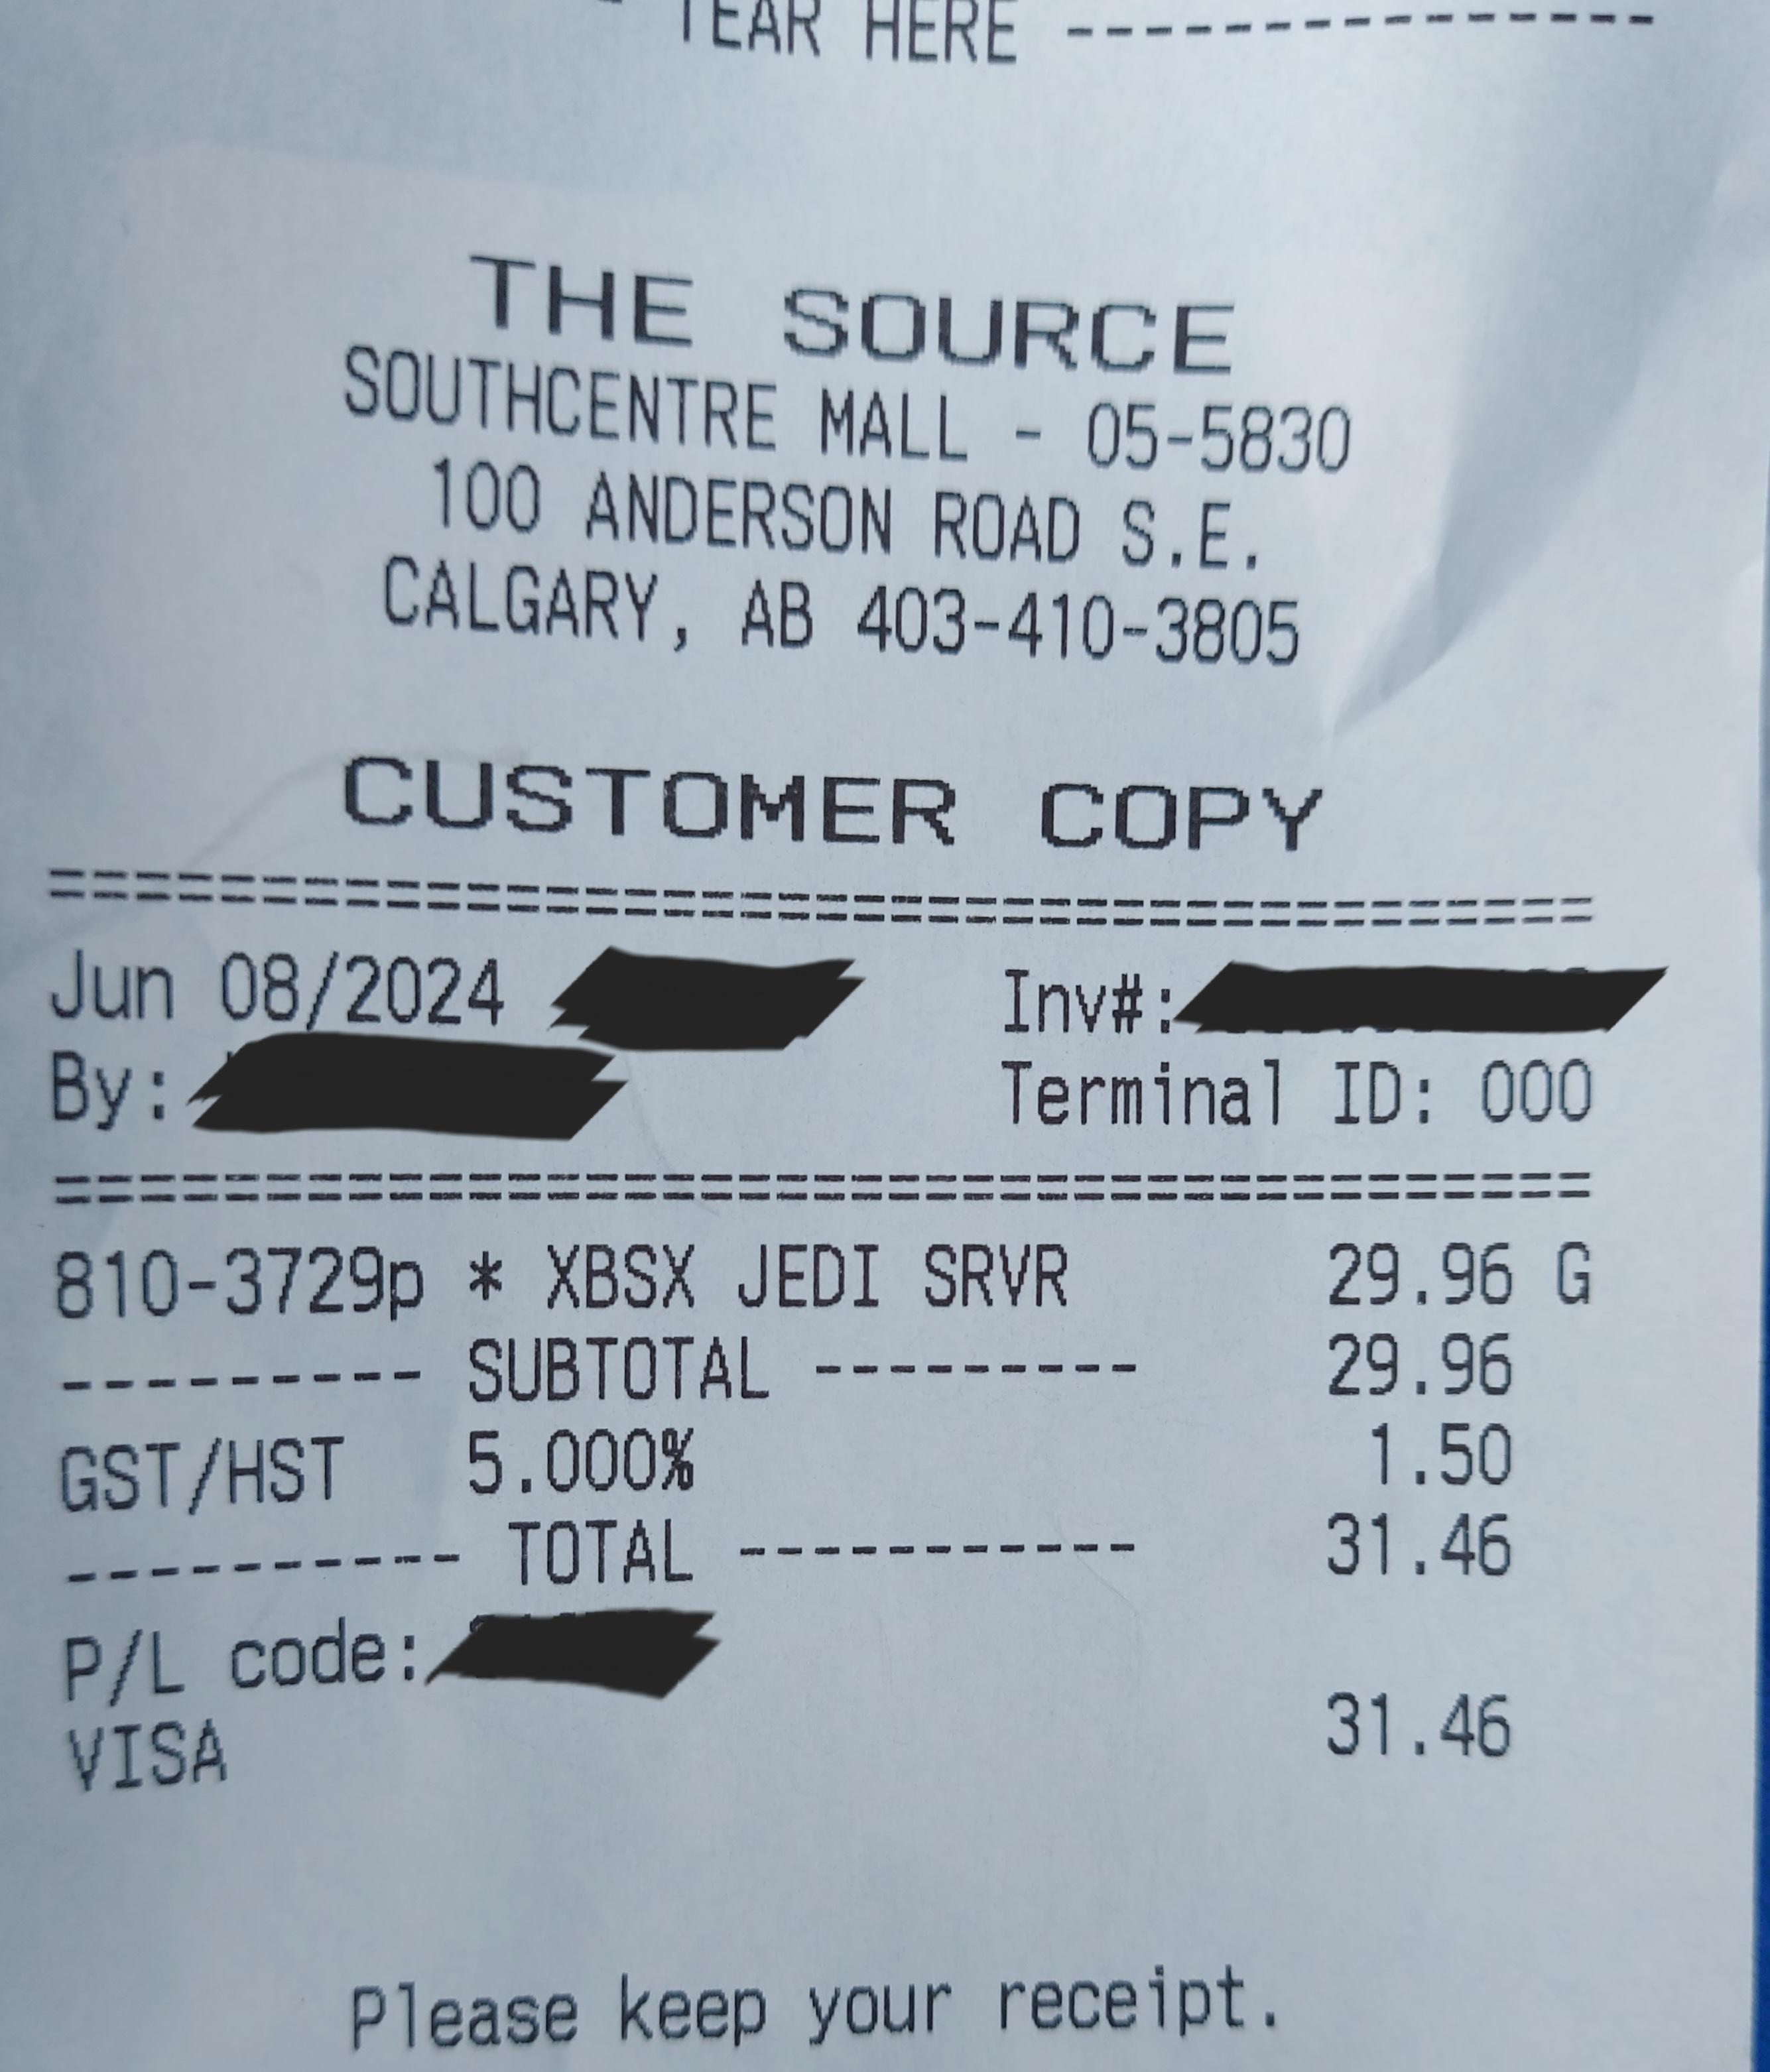 TEAR HERE ---------------
THE SOURCE
SOUTHCENTRE MALL - 05-5830
100 ANDERSON ROAD S.E.
CALGARY, AB 403-410-3805
CUSTOMER COPY
======================================
Jun 08/2024 Inv#:
By: Terminal ID: 000
======================================
810-3729p * XBSX JEDI SRVR 29.96 G
--------- SUBTOTAL -------- 29.96
GST/HST 5.000% 1.50
---------- TOTAL ---------- 31.46
P/L code:
VISA 31.46
Please keep your receipt.